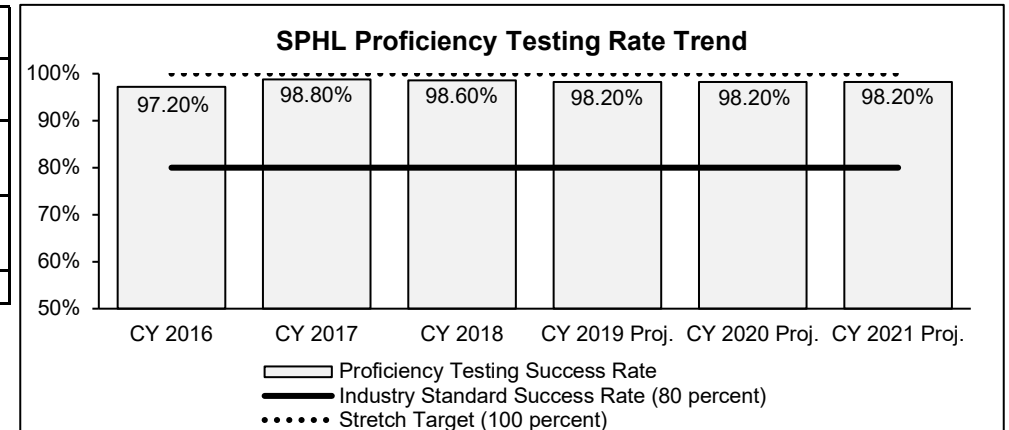 SPHL Proficiency Testing Rate Trend
100%
90%
80%
70%
60%
50%
97.20%
98.80%
98.60%
98.20%
98.20%
98.20%
CY 2016
CY 2017
CY 2018
CY 2019 Proj.
CY 2020 Proj.
CY 2021 Proj.
Proficiency Testing Success Rate
Industry Standard Success Rate (80 percent)
Stretch Target (100 percent)